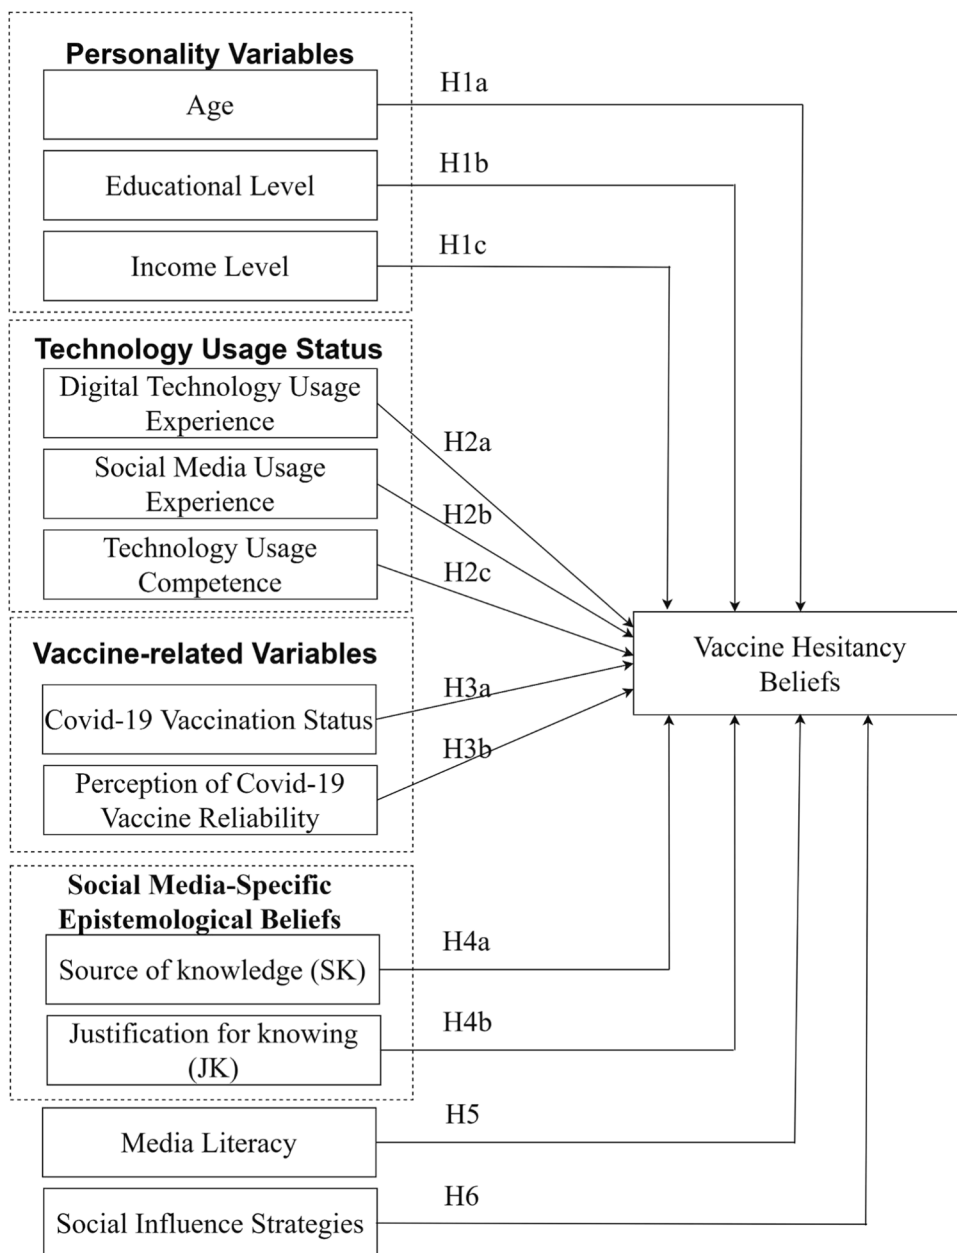 Personality Variables
Age
H1a
Educational Level
H1b
Income Level
H1c
Technology Usage Status
Digital Technology Usage
Experience
H2a
Social Media Usage
Experience
H2b
Technology Usage
Competence
H2c
Vaccine Hesitancy
Beliefs
Vaccine-related Variables
Covid-19 Vaccination Status
H3a
Perception of Covid-19
Vaccine Reliability
H3b
Social Media-Specific
Epistemological Beliefs
Source of knowledge (SK)
H4a
Justification for knowing
(JK)
H4b
Media Literacy
H5
Social Influence Strategies
H6